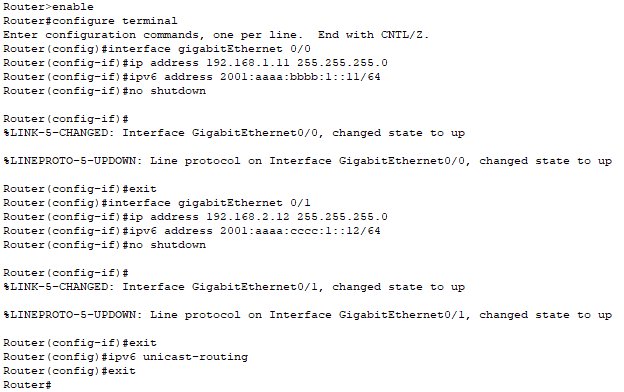 Router>enable
Router#configure terminal
Enter configuration commands, one per line.  End with CNTL/Z.
Router(config)#interface gigabitEthernet 0/0
Router(config-if)#ip address 192.168.1.11 255.255.255.0
Router(config-if)#ipv6 address 2001:aaaa:bbbb:1::11/64
Router(config-if)#no shutdown
Router(config-if)#
%LINK-5-CHANGED: Interface GigabitEthernet0/0, changed state to up
%LINEPROTO-5-UPDOWN: Line protocol on Interface GigabitEthernet0/0, changed state to up
Router(config-if)#exit
Router(config)#interface gigabitEthernet 0/1
Router(config-if)#ip address 192.168.2.12 255.255.255.0
Router(config-if)#ipv6 address 2001:aaaa:cccc:1::12/64
Router(config-if)#no shutdown
Router(config-if)#
%LINK-5-CHANGED: Interface GigabitEthernet0/1, changed state to up
%LINEPROTO-5-UPDOWN: Line protocol on Interface GigabitEthernet0/1, changed state to up
Router(config-if)#exit
Router(config)#ipv6 unicast-routing
Router(config)#exit
Router#